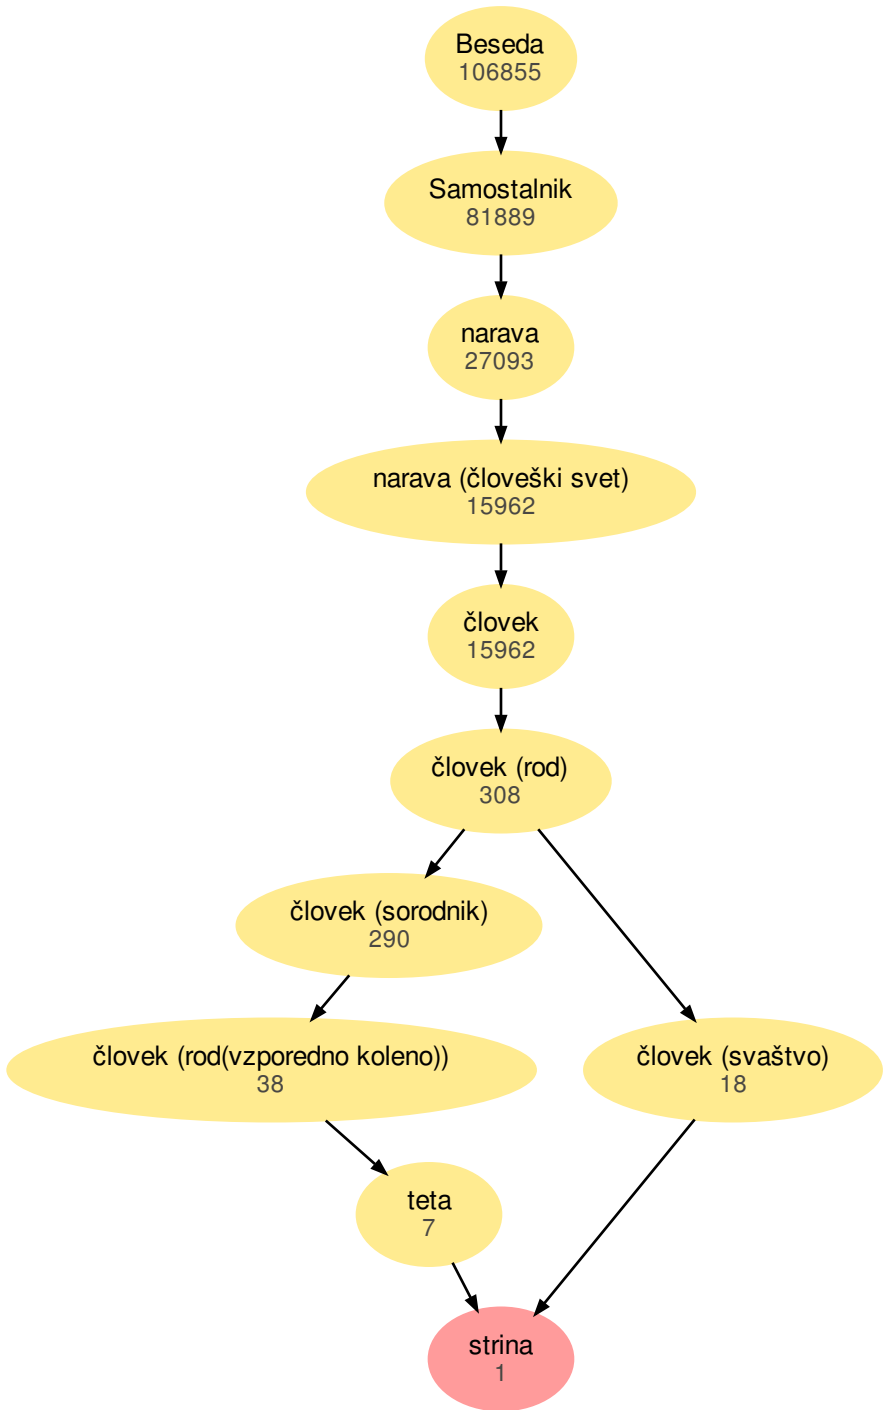 Beseda
106855
Samostalnik
81889
narava
27093
narava (človeški svet)
15962
človek
15962
človek (rod)
308
človek (sorodnik)
290
človek (rod(vzporedno koleno))
38
človek (svaštvo)
18
teta
7
strina
1